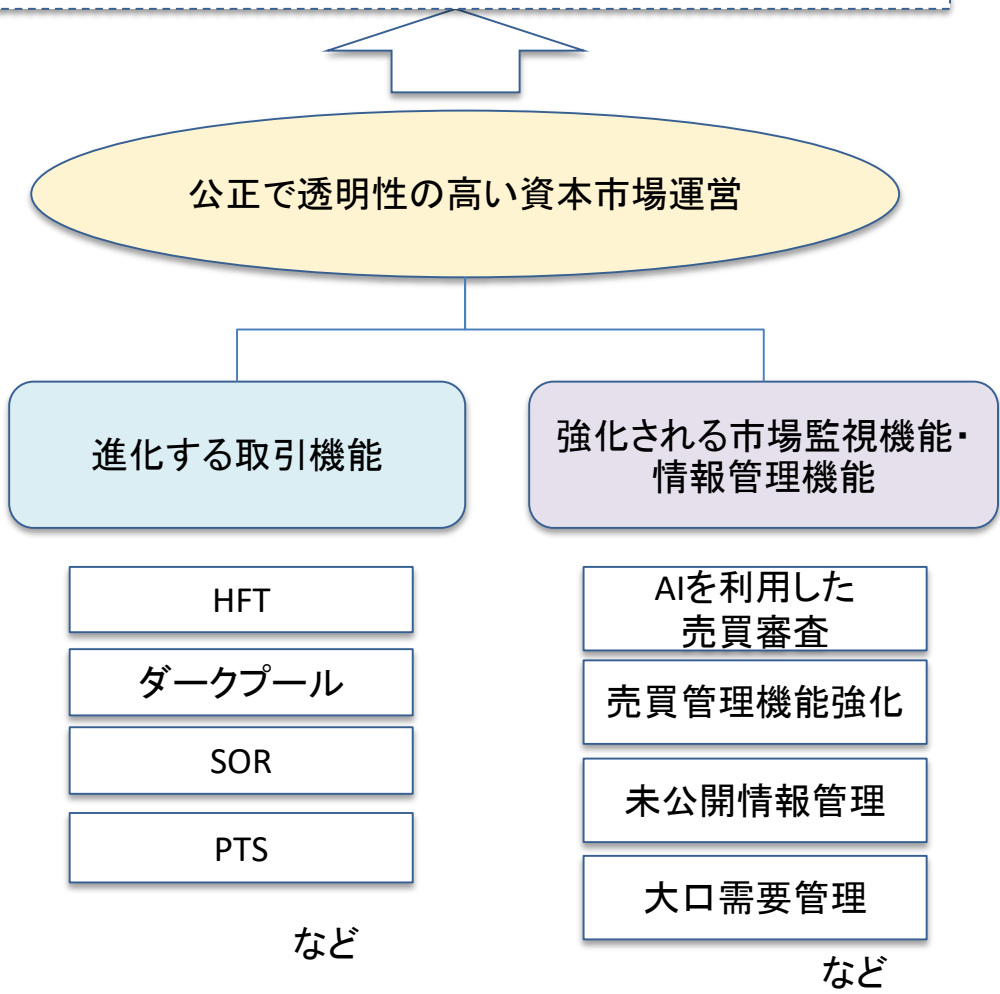 公正で透明性の高い資本市場運営
進化する取引機能
強化される市場監視機能・
情報管理機能
HFT
ダークプール
SOR
PTS
など
AIを利用した
売買審査
売買管理機能強化
未公開情報管理
大口需要管理
など